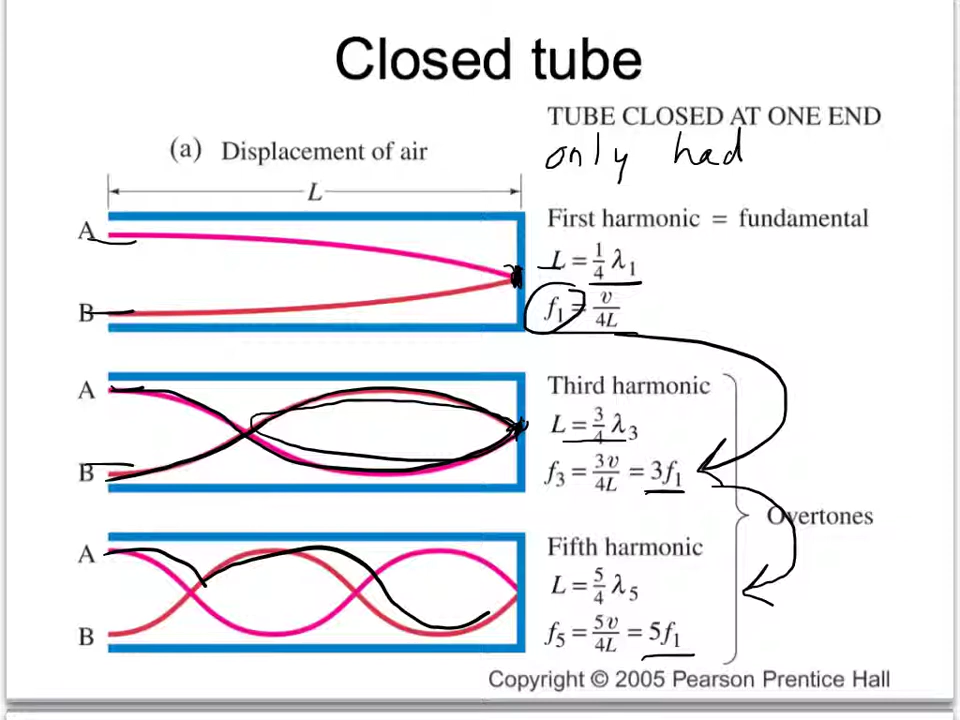 Closed tube
TUBE CLOSED AT ONE END
only had
(a) Displacement of air
L
A
B
First harmonic = fundamental
L = 1/4 λ₁
f₁ = v/4L
A
B
Third harmonic
L = 3/4 λ₃
f₃ = 3v/4L = 3f₁
Overtones
A
B
Fifth harmonic
L = 5/4 λ₅
f₅ = 5v/4L = 5f₁
Copyright © 2005 Pearson Prentice Hall